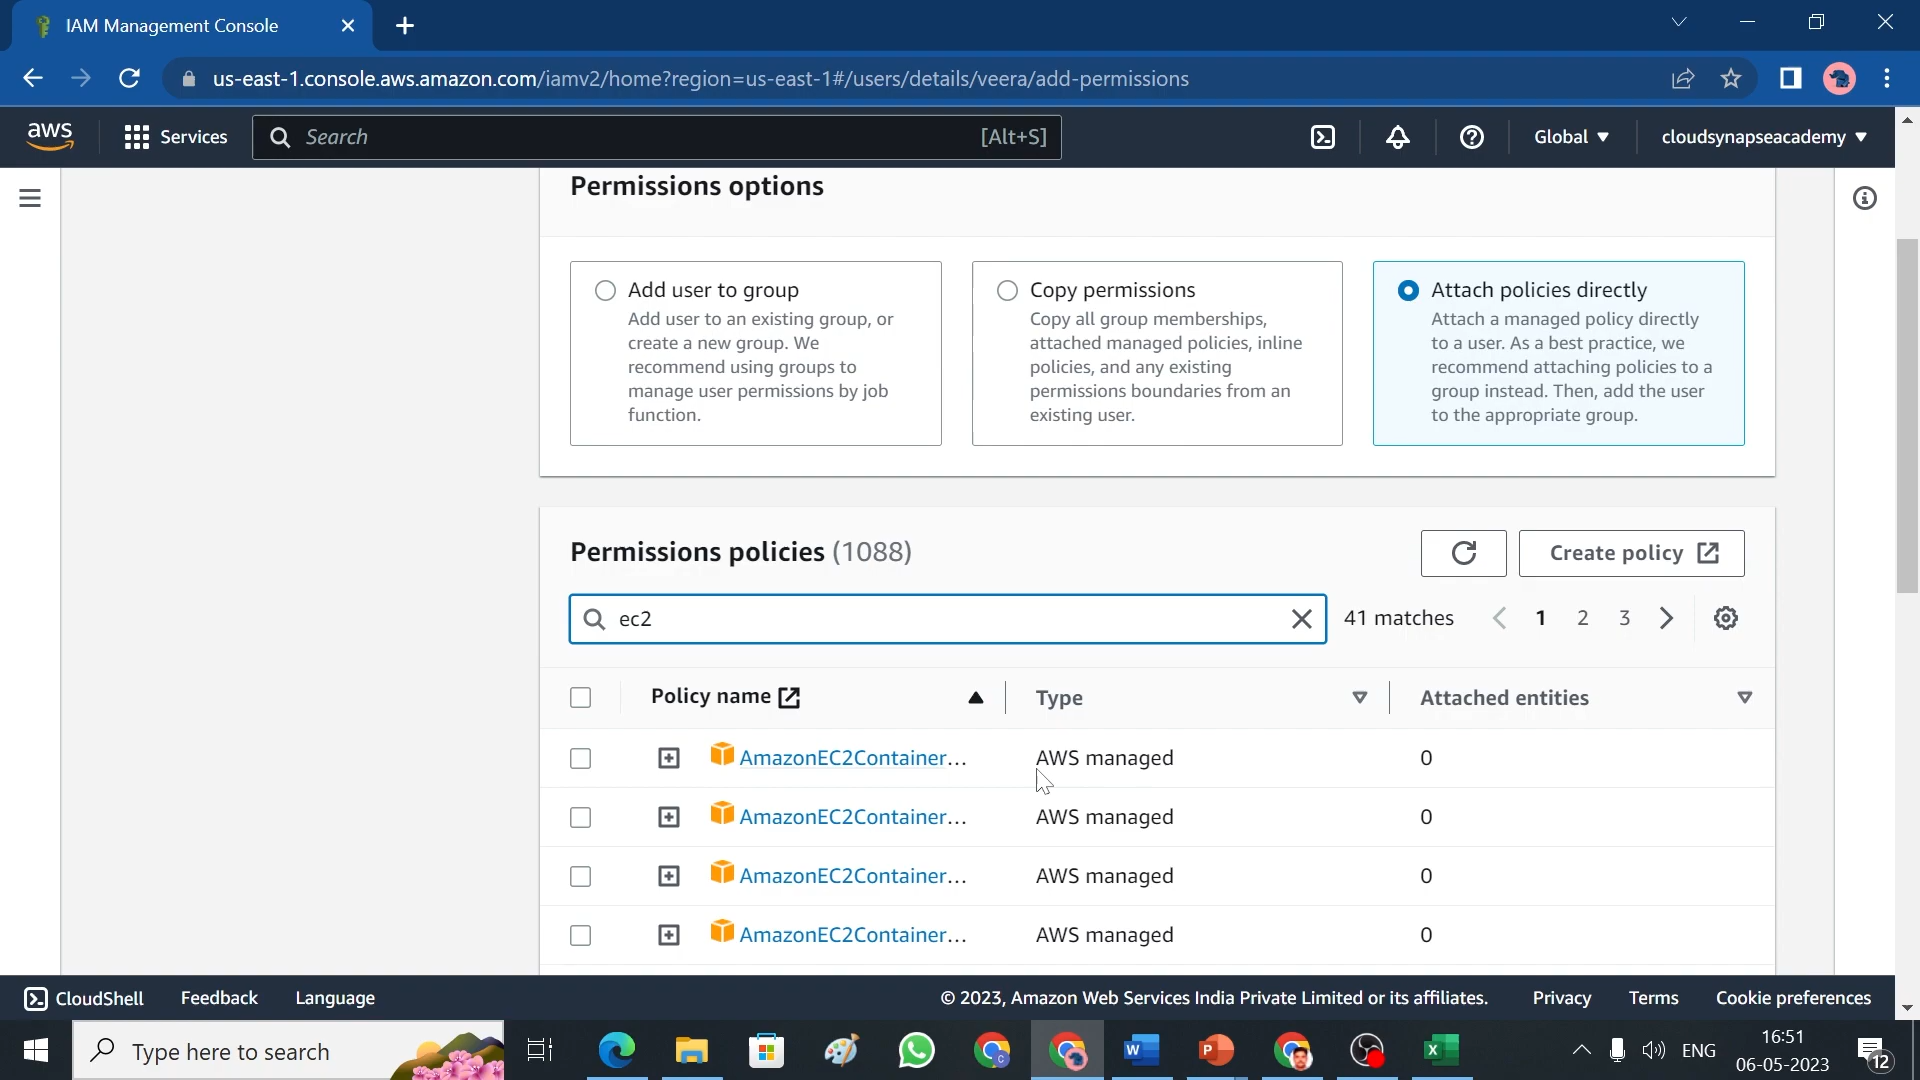 IAM Management Console
us-east-1.console.aws.amazon.com/iamv2/home?region=us-east-1#/users/details/veera/add-permissions
aws
Services
Search
[Alt+S]
Global
cloudsynapseacademy
Permissions options
Add user to group
Add user to an existing group, or
create a new group. We
recommend using groups to
manage user permissions by job
function.
Copy permissions
Copy all group memberships,
attached managed policies, inline
policies, and any existing
permissions boundaries from an
existing user.
Attach policies directly
Attach a managed policy directly
to a user. As a best practice, we
recommend attaching policies to a
group instead. Then, add the user
to the appropriate group.
Permissions policies (1088)
Create policy
ec2
41 matches
1 2 3
Policy name Type Attached entities
AmazonEC2Container... AWS managed 0
AmazonEC2Container... AWS managed 0
AmazonEC2Container... AWS managed 0
AmazonEC2Container... AWS managed 0
CloudShell Feedback Language
© 2023, Amazon Web Services India Private Limited or its affiliates. Privacy Terms Cookie preferences
Type here to search
ENG
16:51
06-05-2023
12